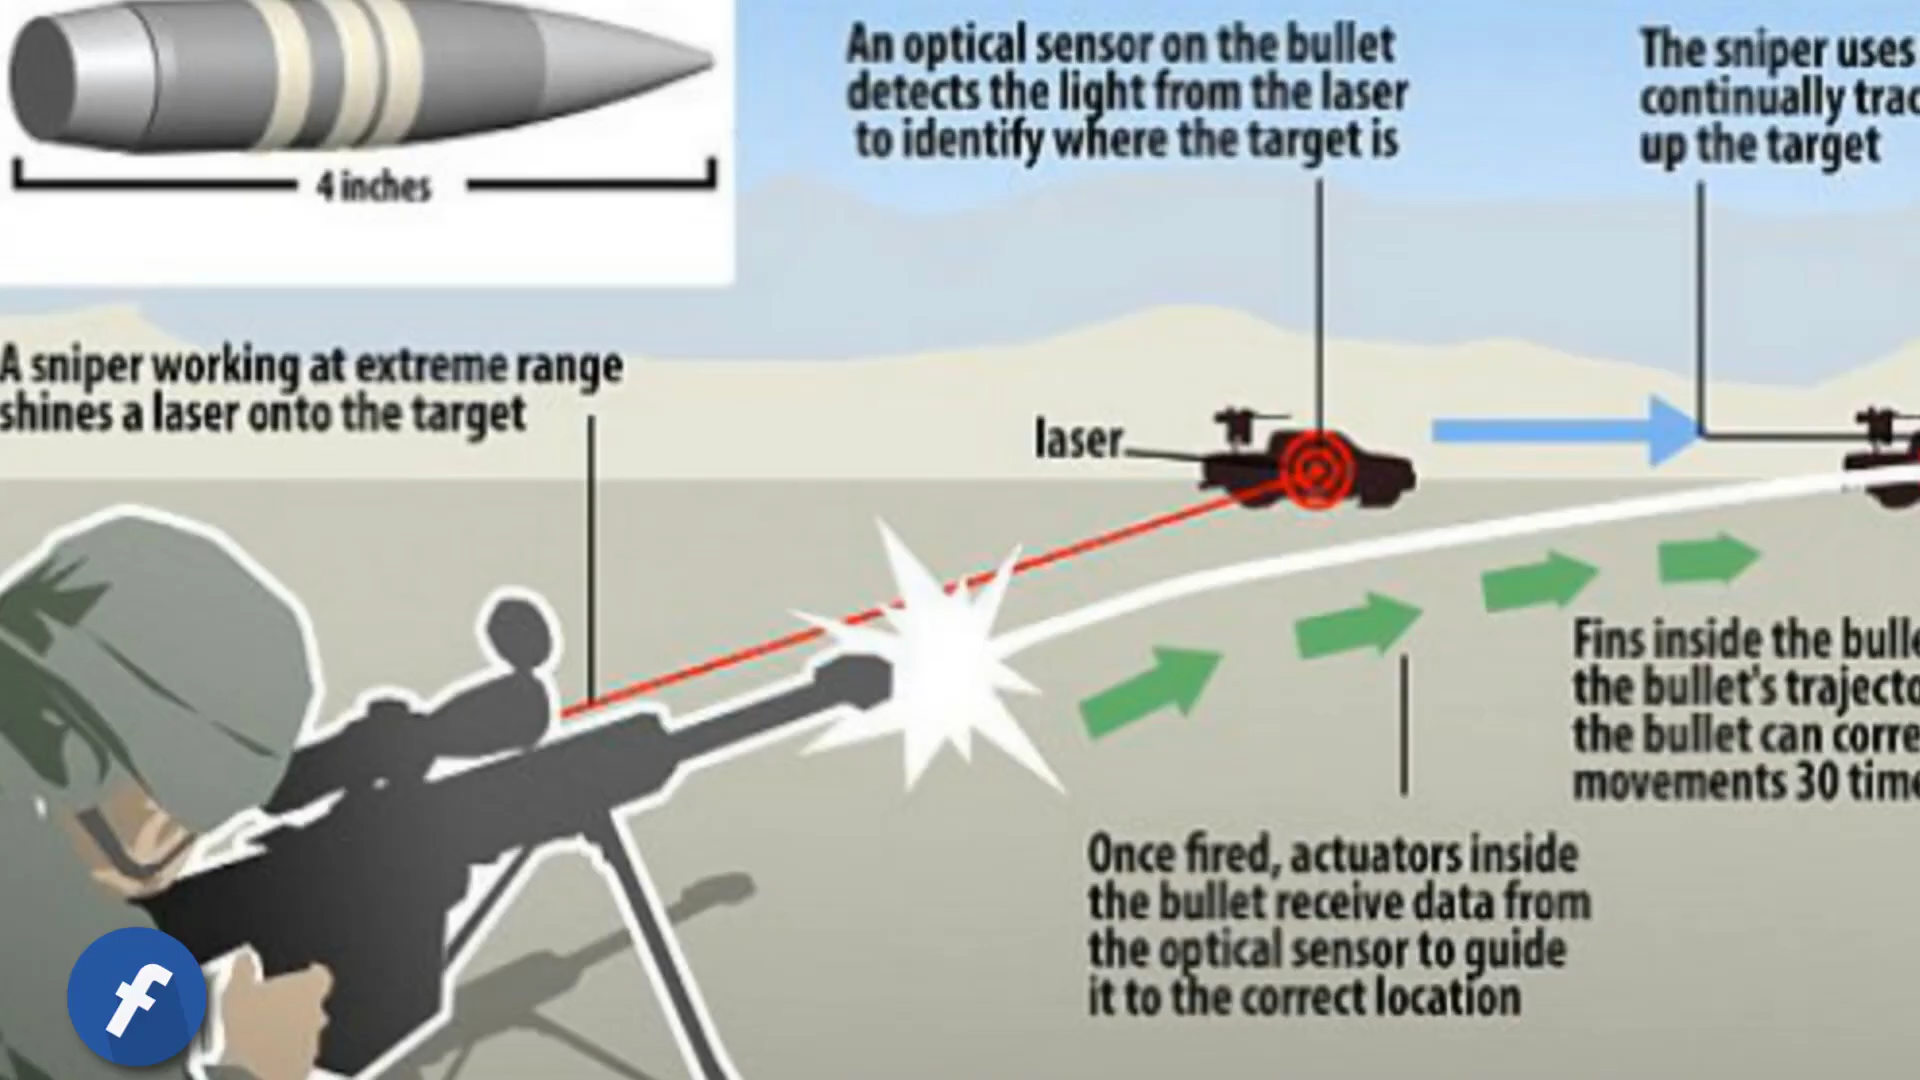 An optical sensor on the bullet
detects the light from the laser
to identify where the target is
The sniper uses
continually trac
up the target
4 inches
A sniper working at extreme range
shines a laser onto the target
laser
Fins inside the bulle
the bullet's trajecto
the bullet can corre
movements 30 time
Once fired, actuators inside
the bullet receive data from
the optical sensor to guide
it to the correct location
f